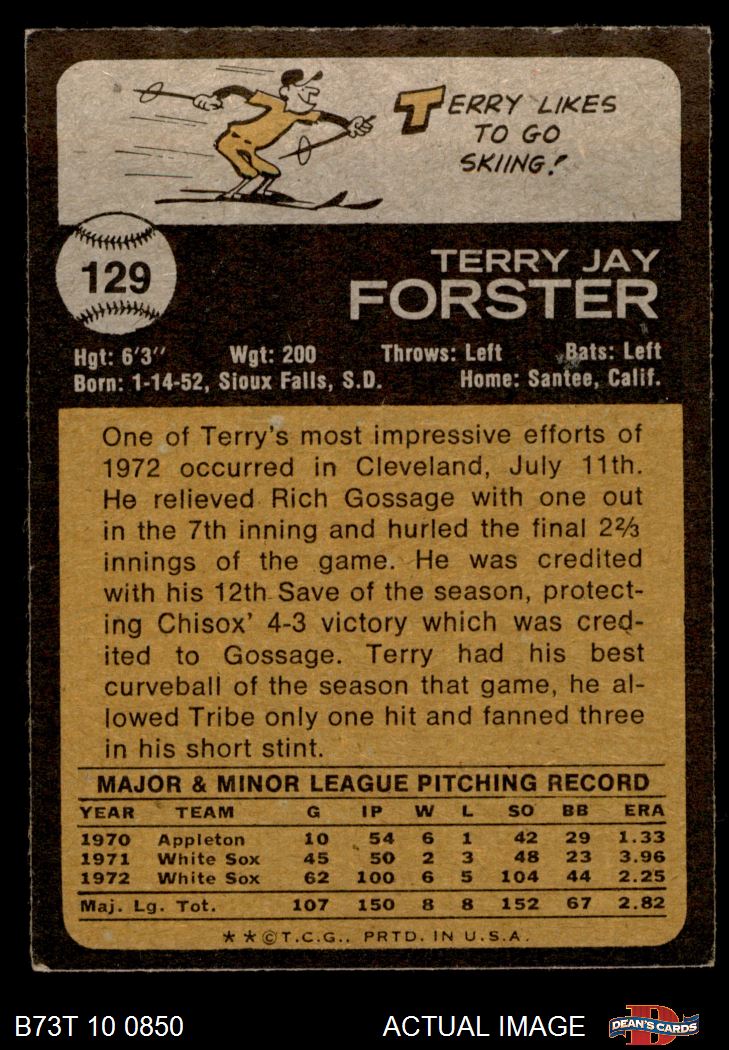 TERRY LIKES
TO GO
SKIING!
129
TERRY JAY
FORSTER
Hgt: 6'3" Wgt: 200 Throws: Left Bats: Left
Born: 1-14-52, Sioux Falls, S.D. Home: Santee, Calif.
One of Terry's most impressive efforts of
1972 occurred in Cleveland, July 11th.
He relieved Rich Gossage with one out
in the 7th inning and hurled the final 2⅔
innings of the game. He was credited
with his 12th Save of the season, protect-
ing Chisox' 4-3 victory which was cred-
ited to Gossage. Terry had his best
curveball of the season that game, he al-
lowed Tribe only one hit and fanned three
in his short stint.
MAJOR & MINOR LEAGUE PITCHING RECORD
YEAR TEAM G IP W L SO BB ERA
1970 Appleton 10 54 6 1 42 29 1.33
1971 White Sox 45 50 2 3 48 23 3.96
1972 White Sox 62 100 6 5 104 44 2.25
Maj. Lg. Tot. 107 150 8 8 152 67 2.82
**©T.C.G., PRTD. IN U.S.A.
B73T 10 0850 ACTUAL IMAGE D DEAN'S CARDS